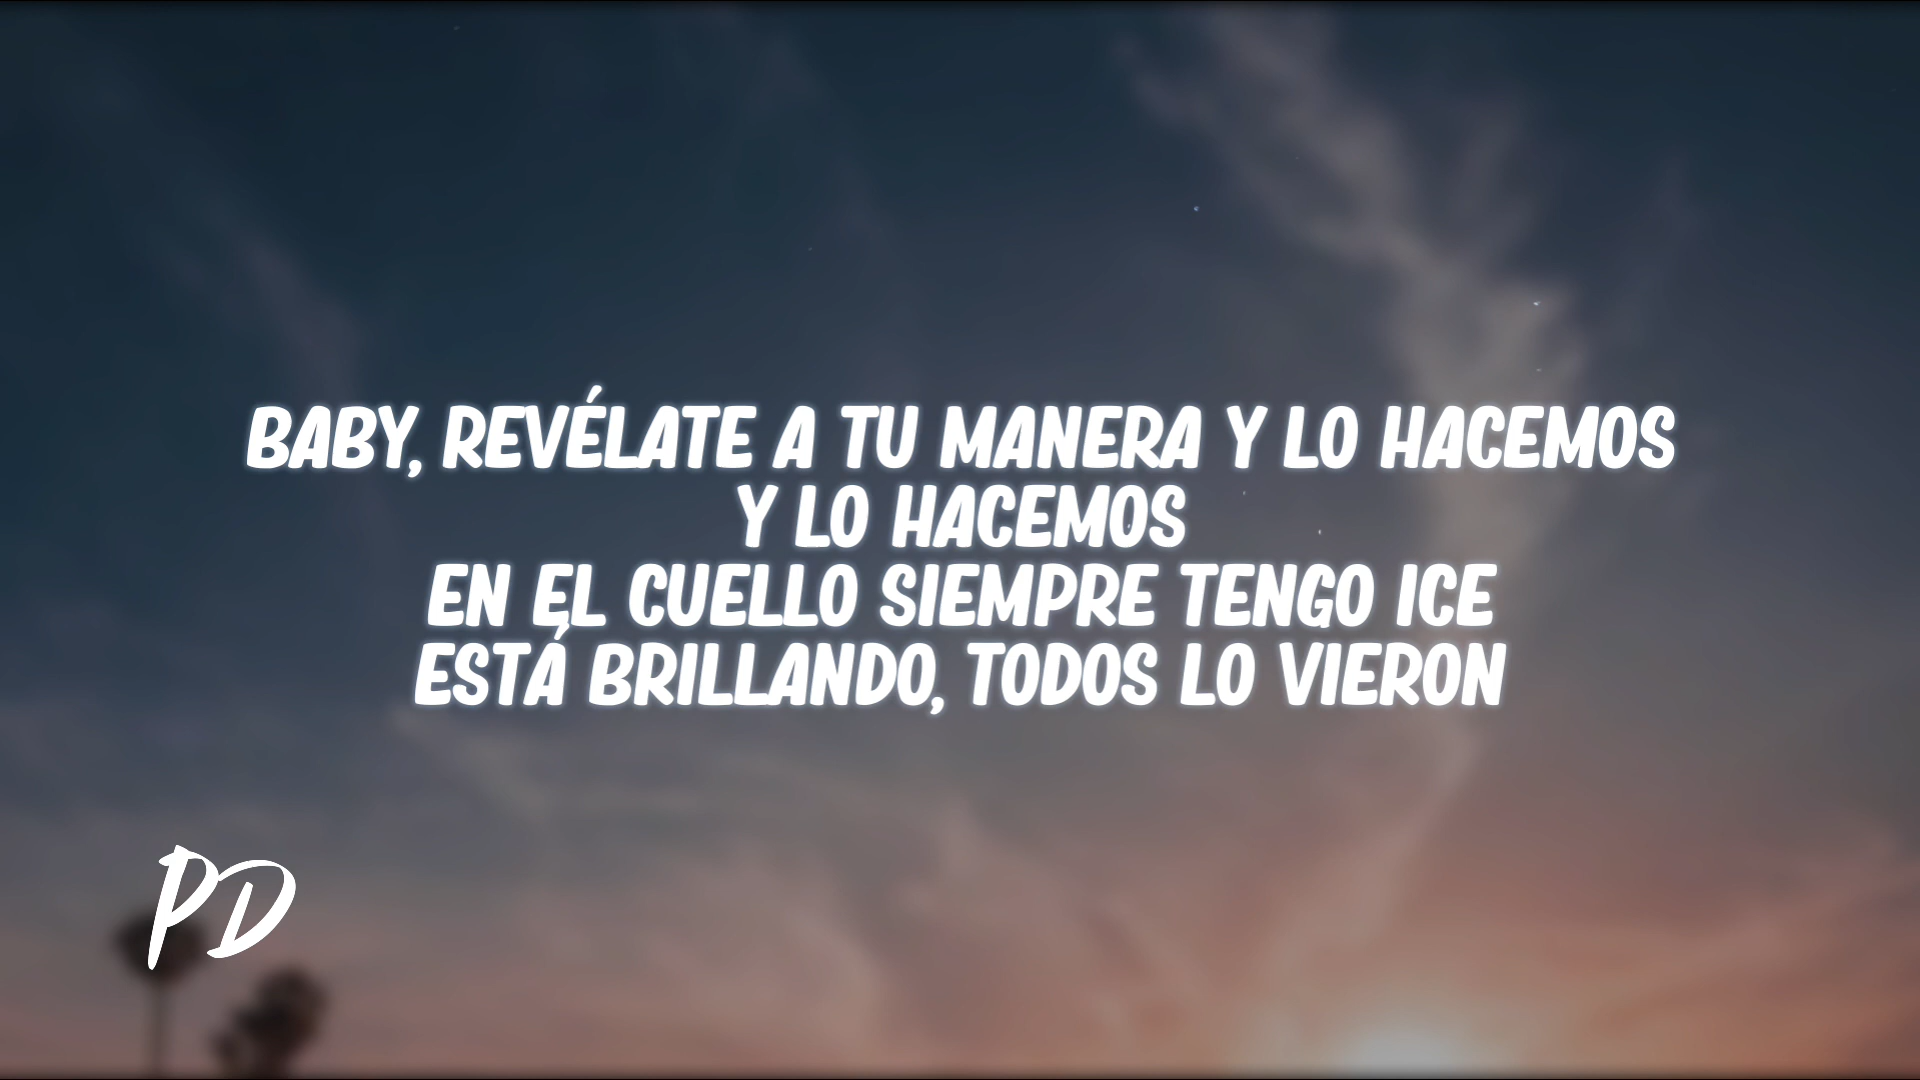 BABY, REVÉLATE A TU MANERA Y LO HACEMOS
Y LO HACEMOS
EN EL CUELLO SIEMPRE TENGO ICE
ESTÁ BRILLANDO, TODOS LO VIERON
PD